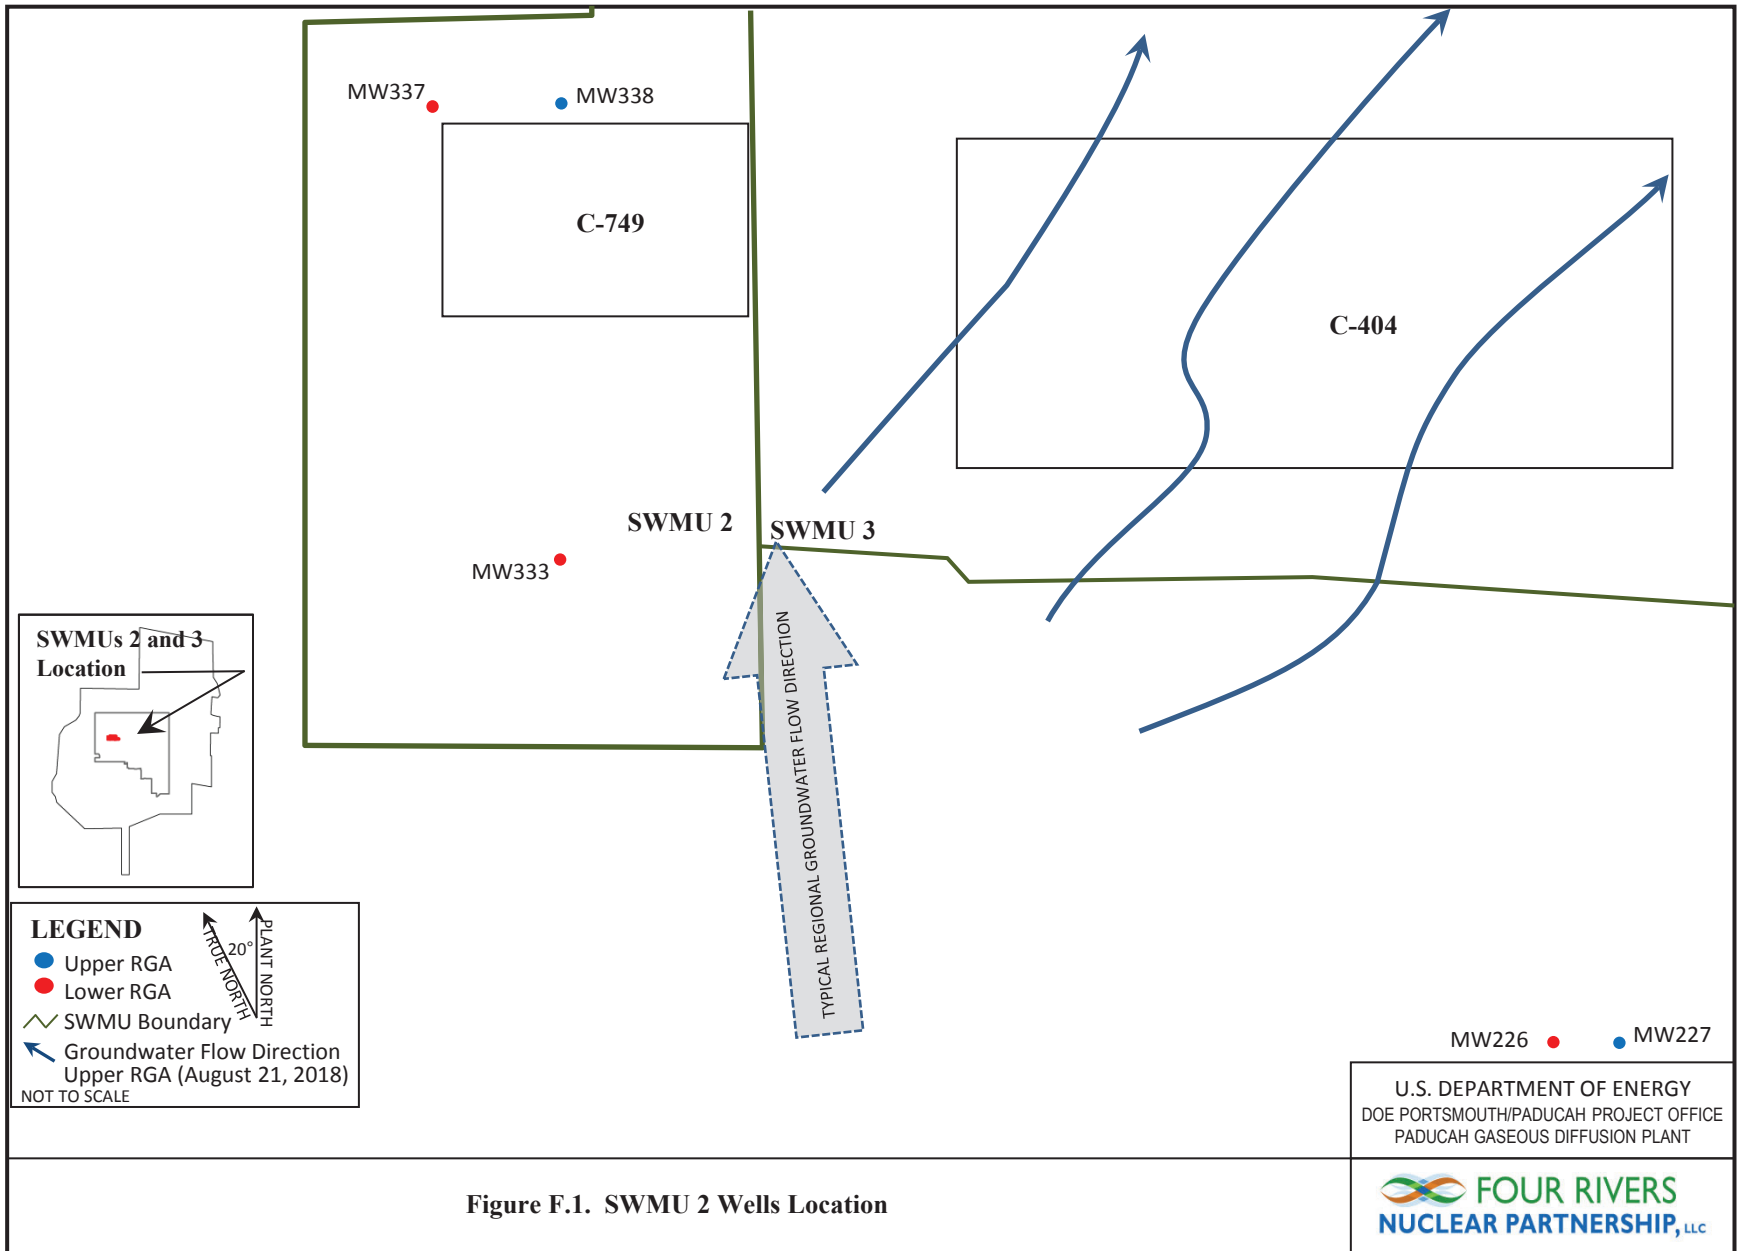 MW337
MW338
C-749
C-404
SWMU 2
SWMU 3
MW333
TYPICAL REGIONAL GROUNDWATER FLOW DIRECTION
SWMUs 2 and 3
Location
LEGEND
Upper RGA
Lower RGA
SWMU Boundary
Groundwater Flow Direction
Upper RGA (August 21, 2018)
NOT TO SCALE
TRUE NORTH
20°
PLANT NORTH
MW226
MW227
U.S. DEPARTMENT OF ENERGY
DOE PORTSMOUTH/PADUCAH PROJECT OFFICE
PADUCAH GASEOUS DIFFUSION PLANT
Figure F.1. SWMU 2 Wells Location
FOUR RIVERS
NUCLEAR PARTNERSHIP, LLC